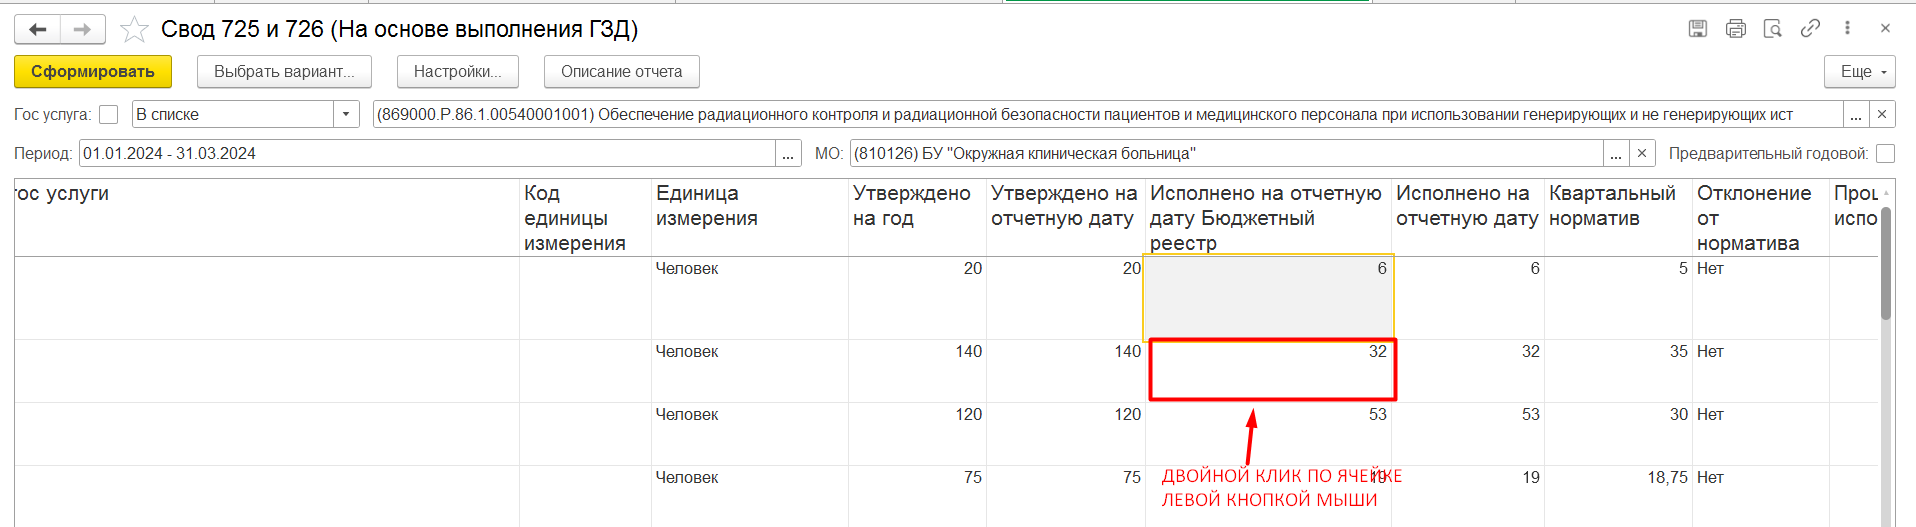 Свод 725 и 726 (На основе выполнения ГЗД)
Сформировать Выбрать вариант... Настройки... Описание отчета Еще
Гос услуга: В списке (869000.Р.86.1.00540001001) Обеспечение радиационного контроля и радиационной безопасности пациентов и медицинского персонала при использовании генерирующих и не генерирующих ист ...
Период: 01.01.2024 - 31.03.2024 ... МО: (810126) БУ "Окружная клиническая больница" ... Предварительный годовой:
гос услуги Код Единица Утверждено Утверждено на Исполнено на отчетную Исполнено на Квартальный Отклонение Проц
единицы измерения на год отчетную дату дату Бюджетный отчетную дату норматив от испо
измерения реестр норматива
Человек 20 20 6 6 5 Нет
Человек 140 140 32 32 35 Нет
Человек 120 120 53 53 30 Нет
Человек 75 75 19 19 18,75 Нет
ДВОЙНОЙ КЛИК ПО ЯЧЕЙКЕ
ЛЕВОЙ КНОПКОЙ МЫШИ